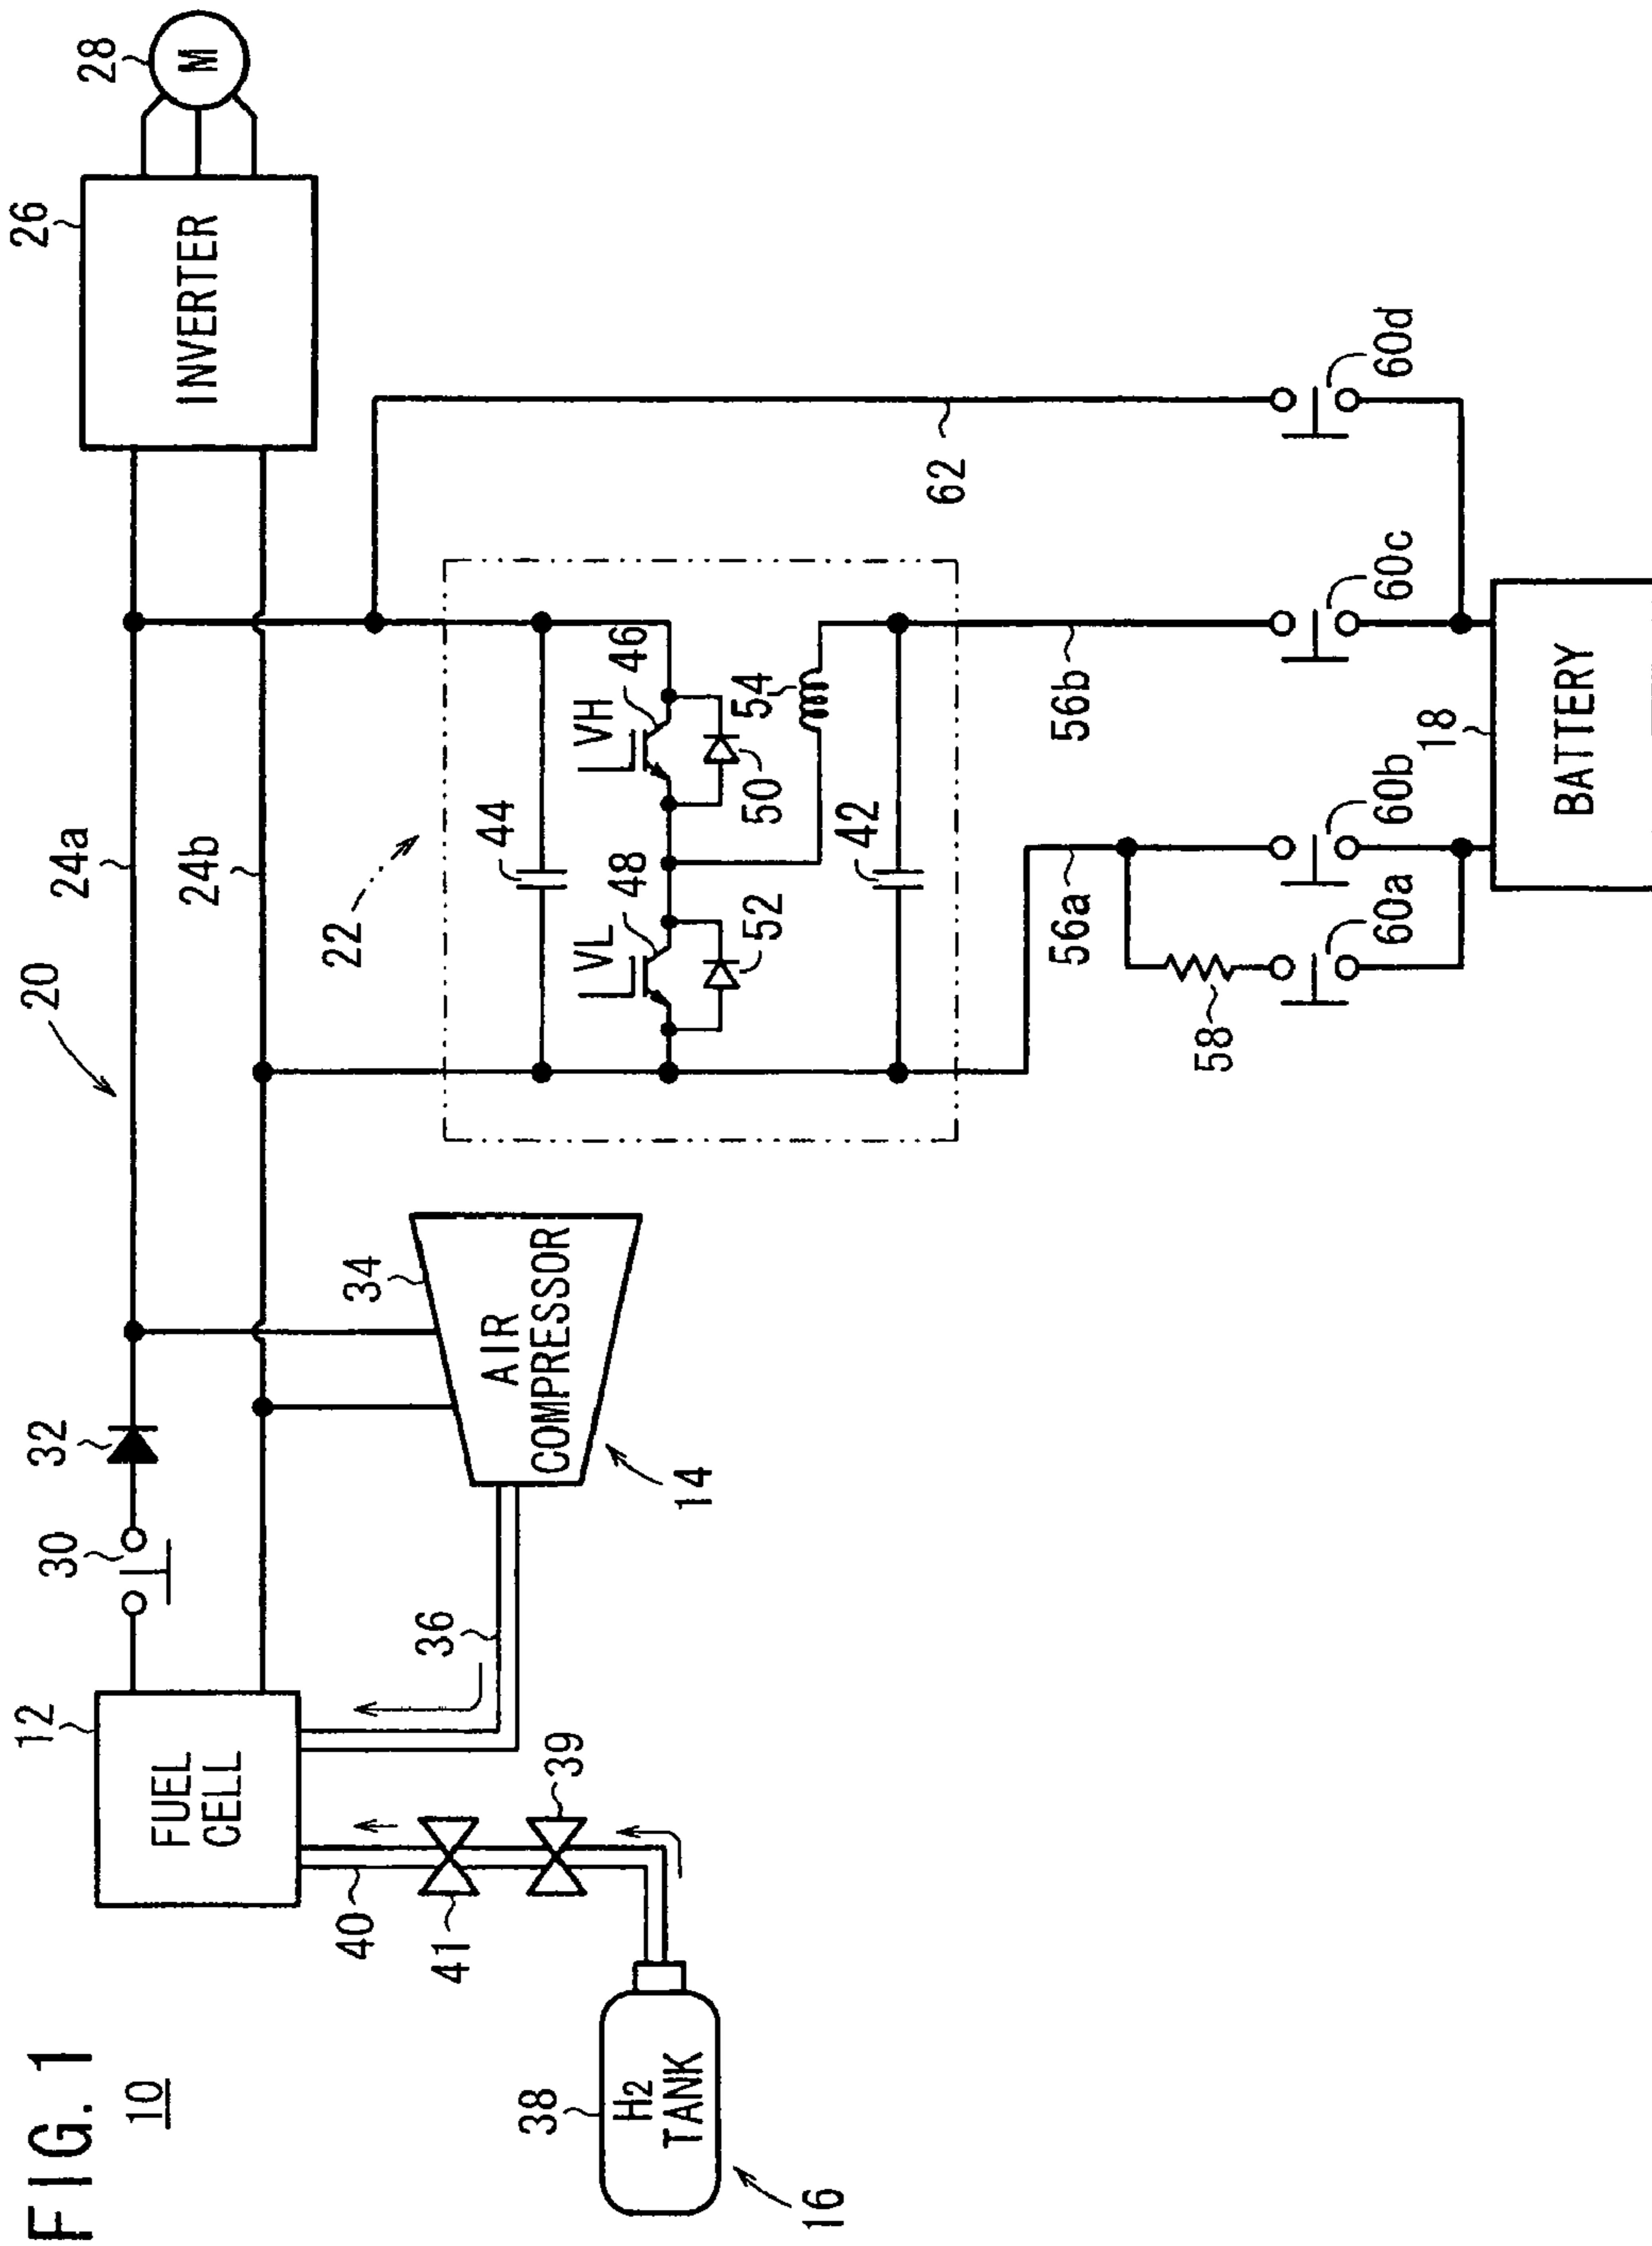 FIG. 1
10
12
FUEL
CELL
30
32
20
24a
24b
26
INVERTER
28
M
40
41
39
36
34
AIR
COMPRESSOR
14
38
H2
TANK
16
22
44
VL
48
VH
46
52
50
54
42
62
56a
56b
58
60a
60b
60c
60d
18
BATTERY